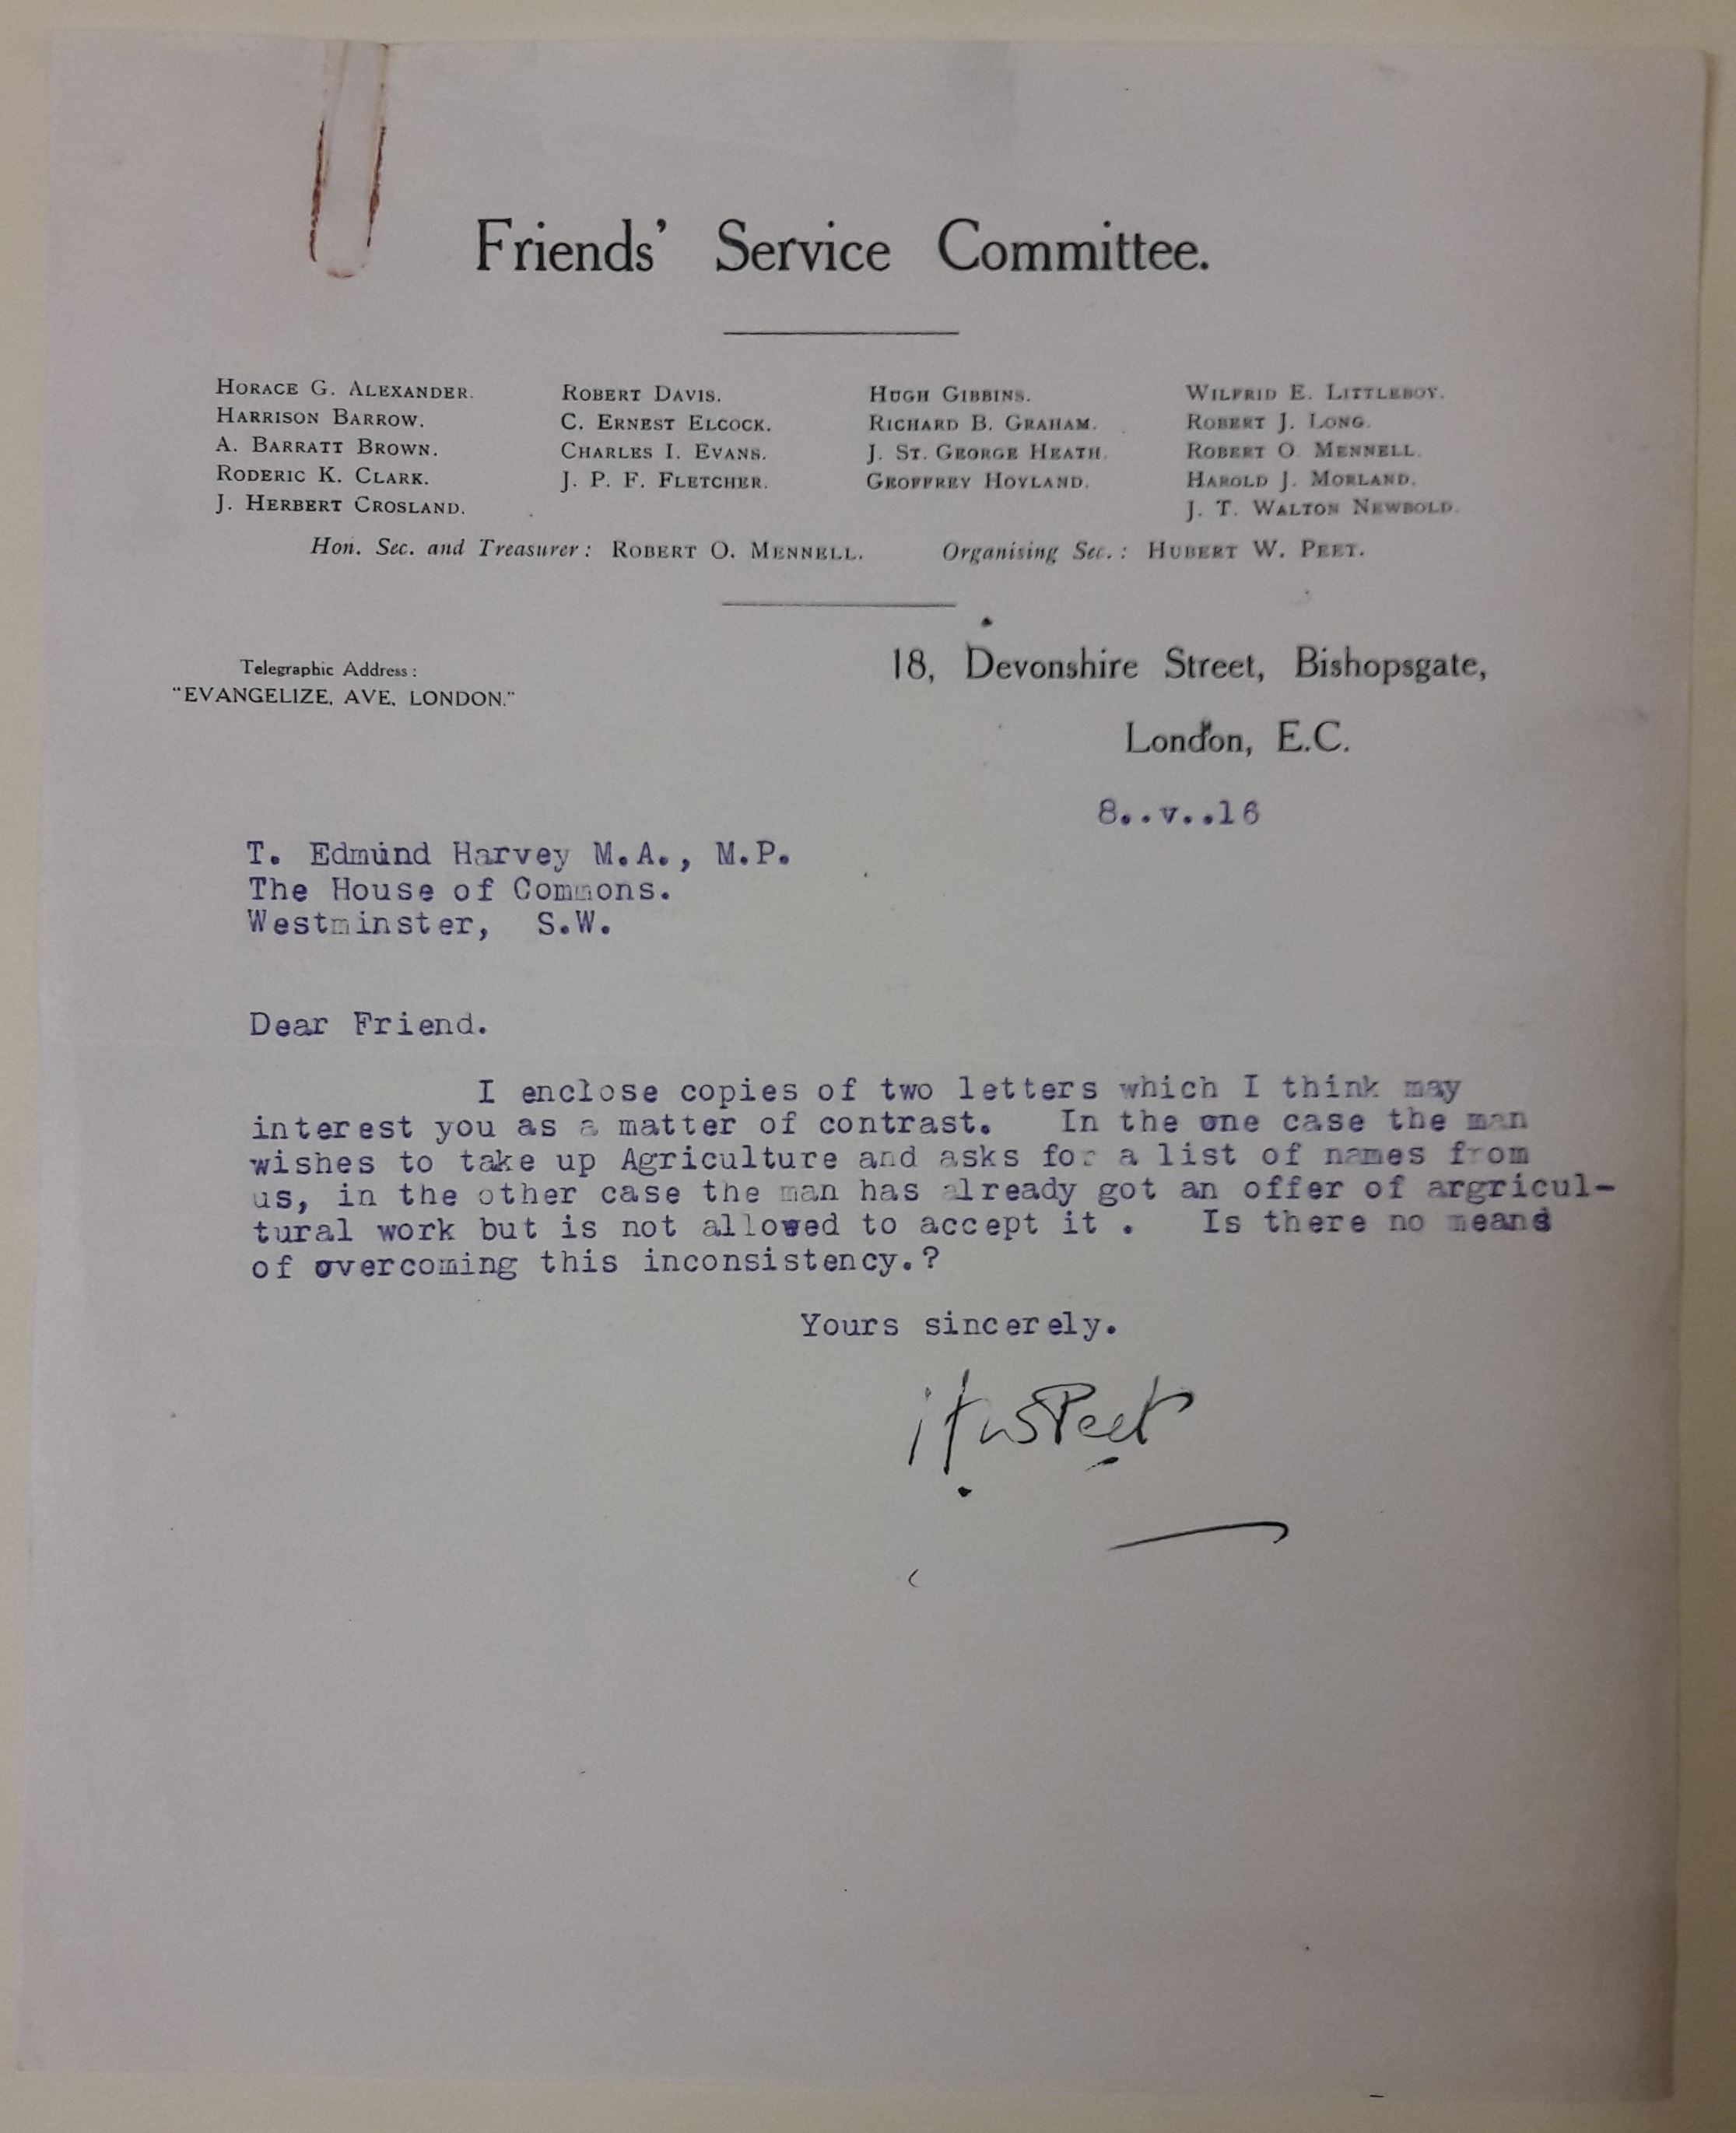 Friends' Service Committee.
HORACE G. ALEXANDER.
HARRISON BARROW.
A. BARRATT BROWN.
RODERIC K. CLARK.
J. HERBERT CROSLAND.
ROBERT DAVIS.
C. ERNEST ELCOCK.
CHARLES I. EVANS.
J. P. F. FLETCHER.
HUGH GIBBINS.
RICHARD B. GRAHAM.
J. ST. GEORGE HEATH.
GEOFFREY HOYLAND.
WILFRID E. LITTLEBOY.
ROBERT J. LONG.
ROBERT O. MENNELL.
HAROLD J. MORLAND.
J. T. WALTON NEWBOLD.
Hon. Sec. and Treasurer: ROBERT O. MENNELL. Organising Sec.: HUBERT W. PEET.
Telegraphic Address:
"EVANGELIZE, AVE, LONDON."
18, Devonshire Street, Bishopsgate,
London, E.C.
8..v..16
T. Edmund Harvey M.A., M.P.
The House of Commons.
Westminster, S.W.
Dear Friend.
I enclose copies of two letters which I think may
interest you as a matter of contrast. In the one case the man
wishes to take up Agriculture and asks for a list of names from
us, in the other case the man has already got an offer of argricul-
tural work but is not allowed to accept it . Is there no means
of overcoming this inconsistency.?
Yours sincerely.
HW Peet